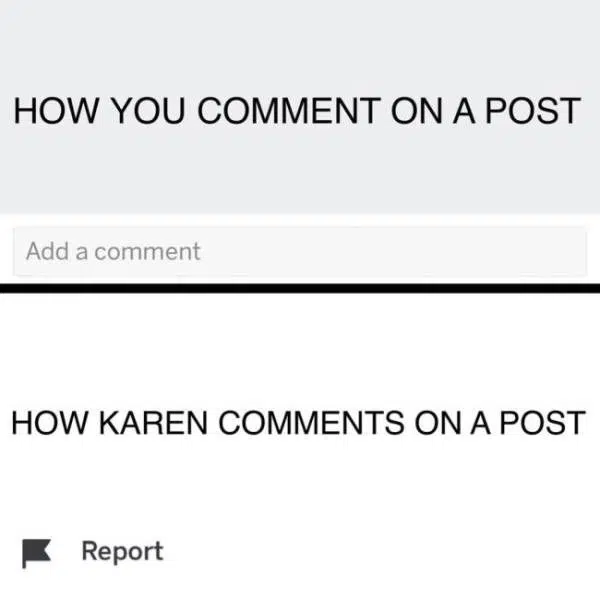 HOW YOU COMMENT ON A POST
Add a comment
HOW KAREN COMMENTS ON A POST
Report